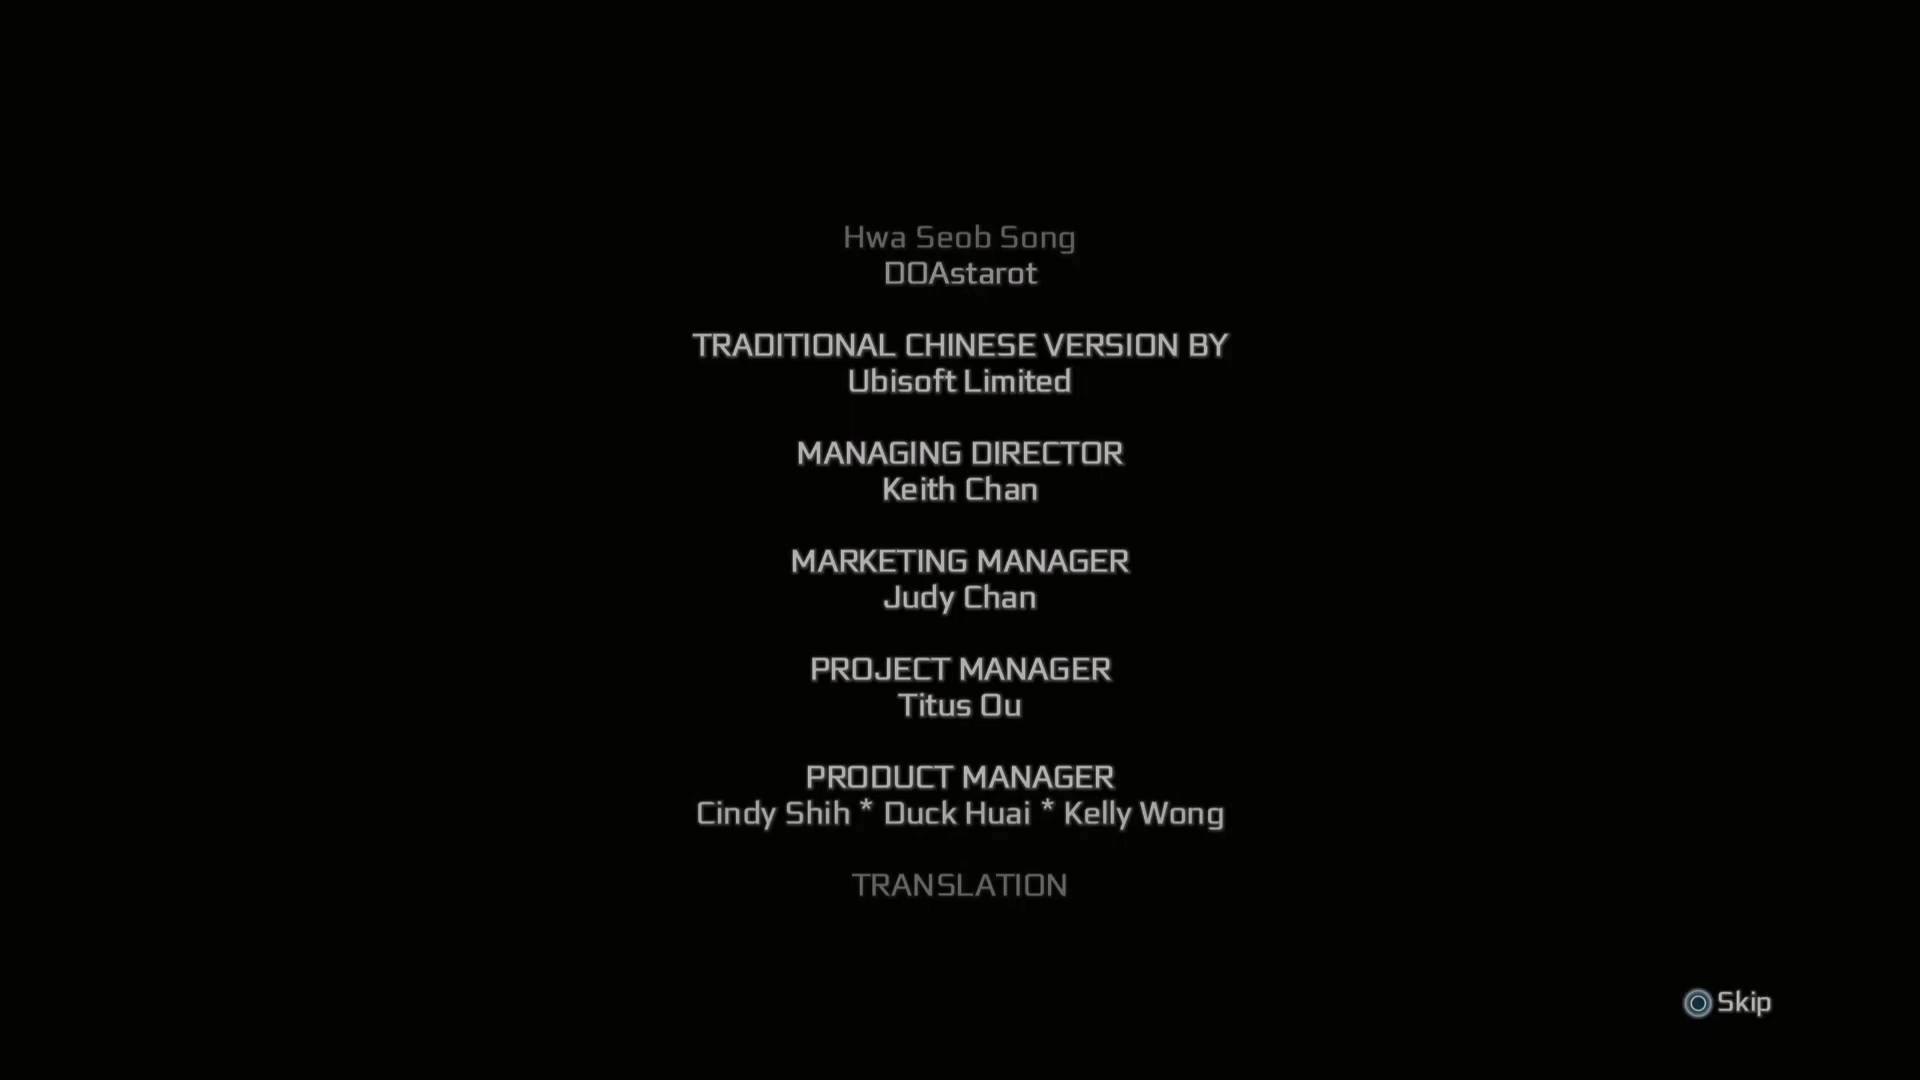 Hwa Seob Song
DOAstarot
TRADITIONAL CHINESE VERSION BY
Ubisoft Limited
MANAGING DIRECTOR
Keith Chan
MARKETING MANAGER
Judy Chan
PROJECT MANAGER
Titus Ou
PRODUCT MANAGER
Cindy Shih * Duck Huai * Kelly Wong
TRANSLATION
Skip